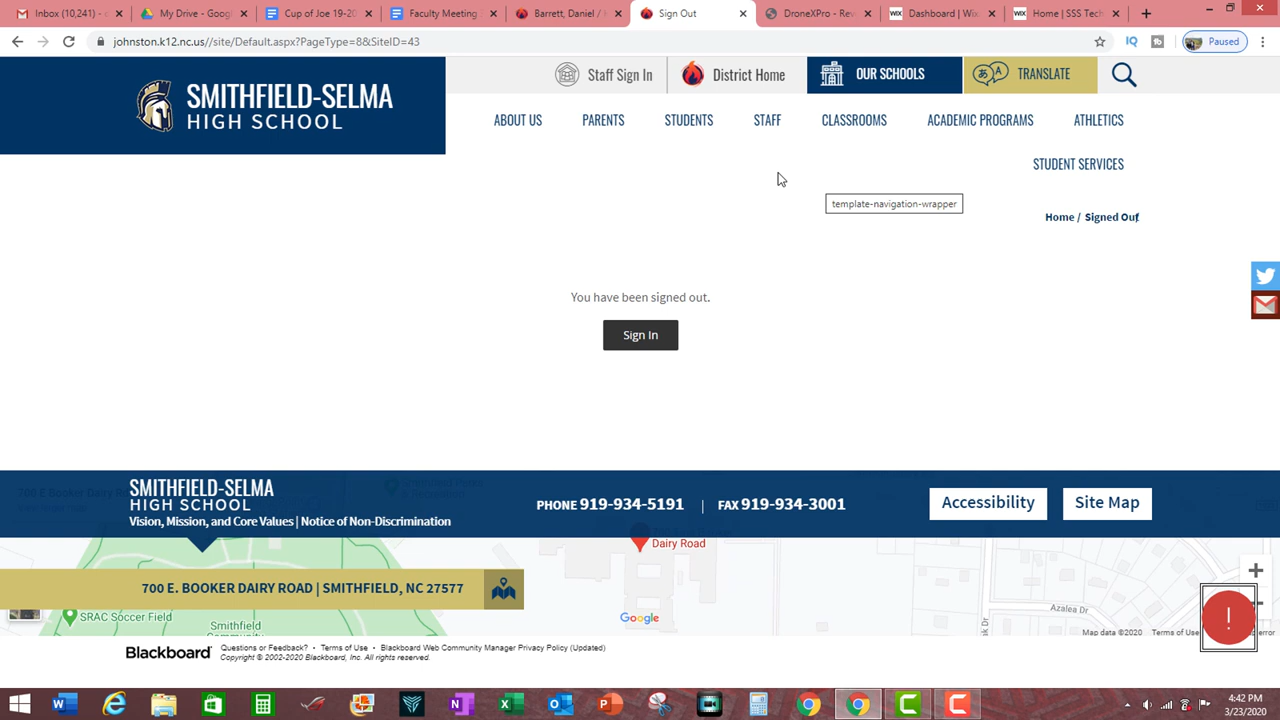 Inbox (10,241) - c
My Drive - Goog
Cup of Joe 19-20
Faculty Meeting
Barrett, Daniel /
Sign Out
DroneXPro - Rev
Dashboard | Wix
Home | SSS Tech
johnston.k12.nc.us//site/Default.aspx?PageType=8&SiteID=43
IQ
Paused
SMITHFIELD-SELMA
HIGH SCHOOL
Staff Sign In
District Home
OUR SCHOOLS
TRANSLATE
ABOUT US
PARENTS
STUDENTS
STAFF
CLASSROOMS
ACADEMIC PROGRAMS
ATHLETICS
STUDENT SERVICES
template-navigation-wrapper
Home / Signed Out
You have been signed out.
Sign In
SMITHFIELD-SELMA
HIGH SCHOOL
Vision, Mission, and Core Values | Notice of Non-Discrimination
PHONE 919-934-5191 | FAX 919-934-3001
Accessibility
Site Map
Dairy Road
700 E. BOOKER DAIRY ROAD | SMITHFIELD, NC 27577
SRAC Soccer Field
Smithfield
Google
Azalea Dr
Map data ©2020
Terms of Use
error
Blackboard
Questions or Feedback? • Terms of Use • Blackboard Web Community Manager Privacy Policy (Updated)
Copyright © 2002-2020 Blackboard, Inc. All rights reserved.
4:42 PM
3/23/2020